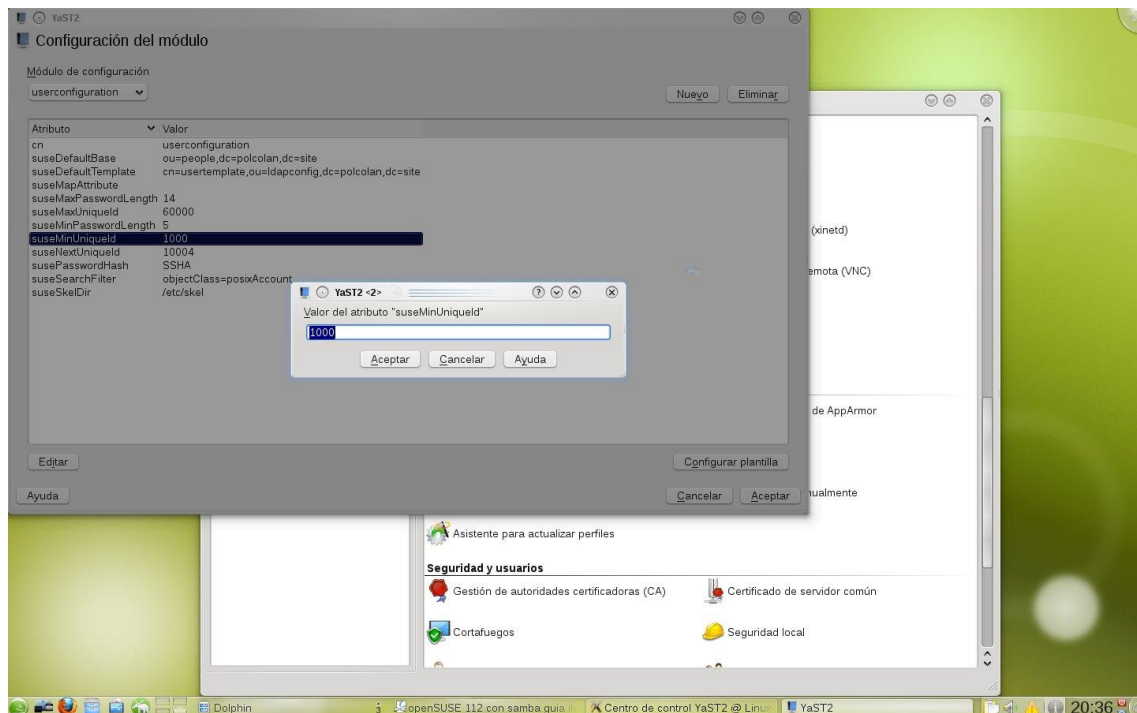 YaST2
Configuración del módulo
Módulo de configuración
userconfiguration
Nuevo Eliminar
Atributo Valor
cn userconfiguration
suseDefaultBase ou=people,dc=polcolan,dc=site
suseDefaultTemplate cn=usertemplate,ou=ldapconfig,dc=polcolan,dc=site
suseMapAttribute
suseMaxPasswordLength 14
suseMaxUniqueId 60000
suseMinPasswordLength 5
suseMinUniqueId 1000
suseNextUniqueId 10004
susePasswordHash SSHA
suseSearchFilter objectClass=posixAccount
suseSkelDir /etc/skel
YaST2 <2>
Valor del atributo "suseMinUniqueId"
1000
Aceptar Cancelar Ayuda
Editar Configurar plantilla
Ayuda Cancelar Aceptar
(xinetd)
emota (VNC)
de AppArmor
ualmente
Asistente para actualizar perfiles
Seguridad y usuarios
Gestión de autoridades certificadoras (CA) Certificado de servidor común
Cortafuegos Seguridad local
Dolphin 3 openSUSE 112 con samba guia Centro de control YaST2 @ Linux YaST2 20:36